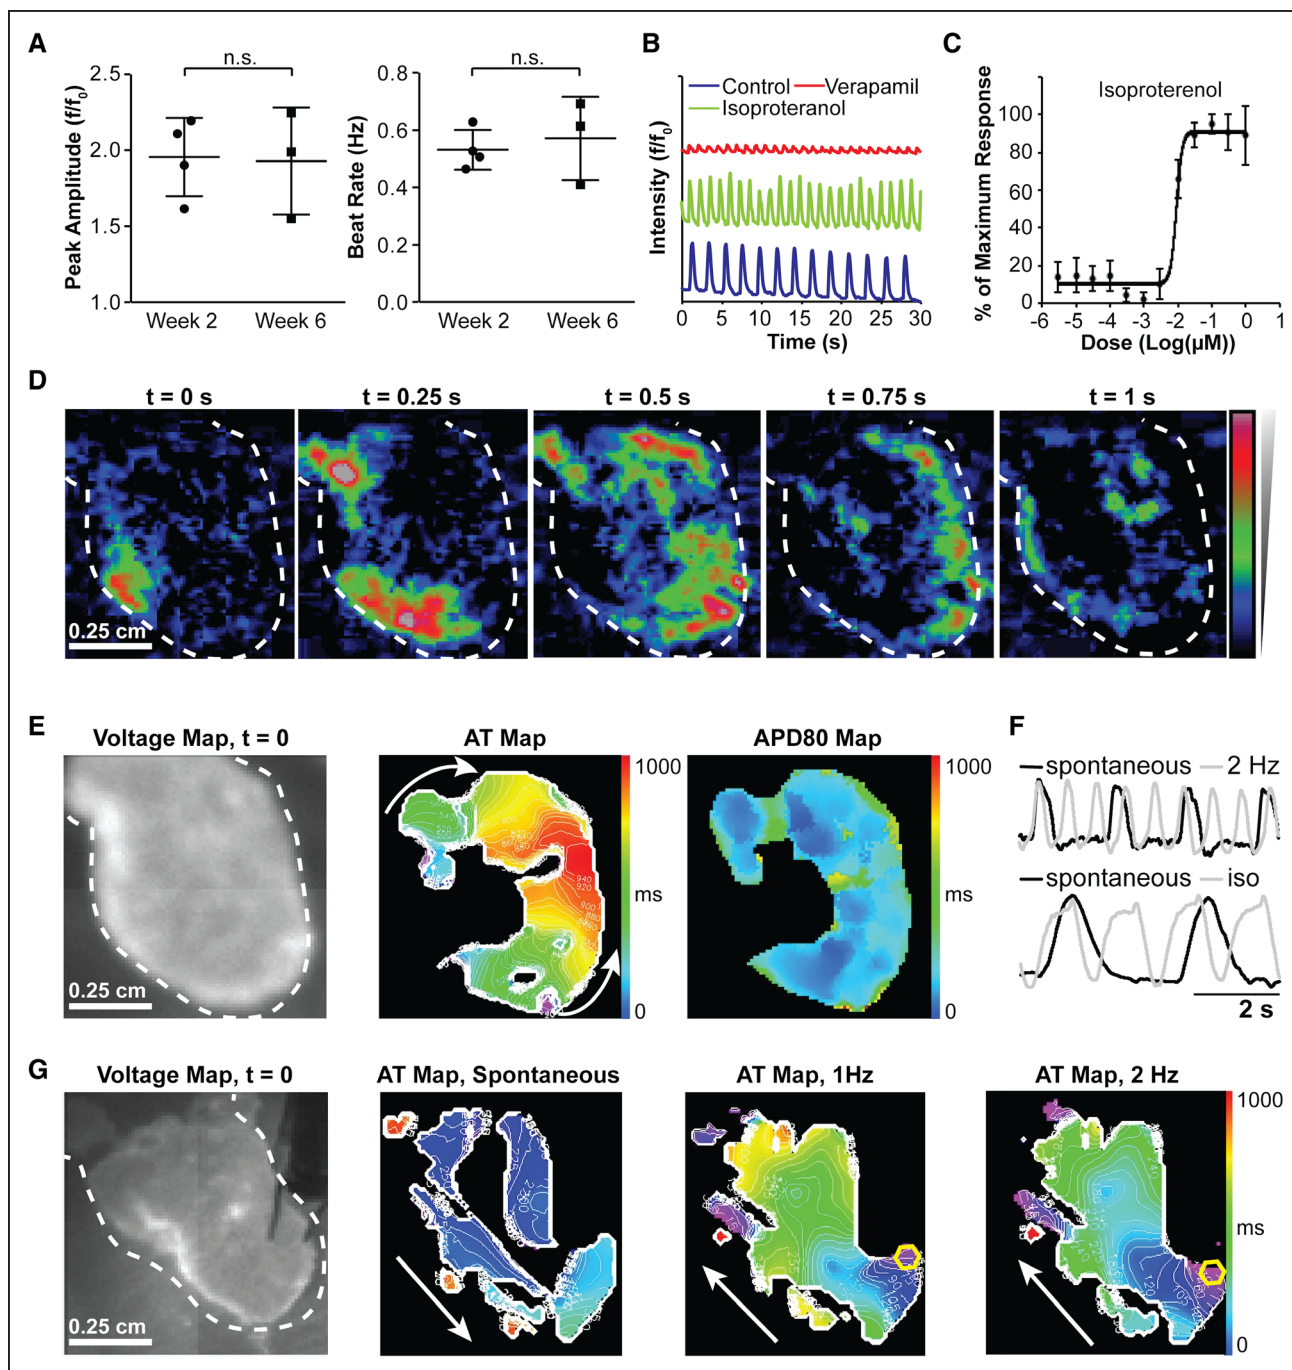 A
n.s.
2.5
2.0
1.5
1.0
Peak Amplitude (f/f0)
Week 2
Week 6
n.s.
0.8
0.6
0.4
0.2
0.0
Beat Rate (Hz)
Week 2
Week 6
B
Control
Verapamil
Isoproteranol
Intensity (f/f0)
0 5 10 15 20 25 30
Time (s)
C
Isoproterenol
% of Maximum Response
100
80
60
40
20
0
-6 -5 -4 -3 -2 -1 0 1
Dose (Log(µM))
D
t = 0 s
t = 0.25 s
t = 0.5 s
t = 0.75 s
t = 1 s
0.25 cm
E
Voltage Map, t = 0
0.25 cm
AT Map
1000
ms
0
APD80 Map
1000
ms
0
F
spontaneous
2 Hz
spontaneous
iso
2 s
G
Voltage Map, t = 0
0.25 cm
AT Map, Spontaneous
AT Map, 1Hz
AT Map, 2 Hz
1000
ms
0